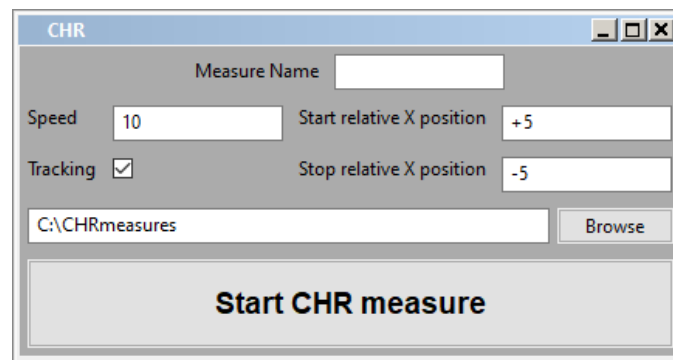 CHR
Measure Name
Speed 10 Start relative X position +5
Tracking Stop relative X position -5
C:\CHRmeasures Browse
Start CHR measure